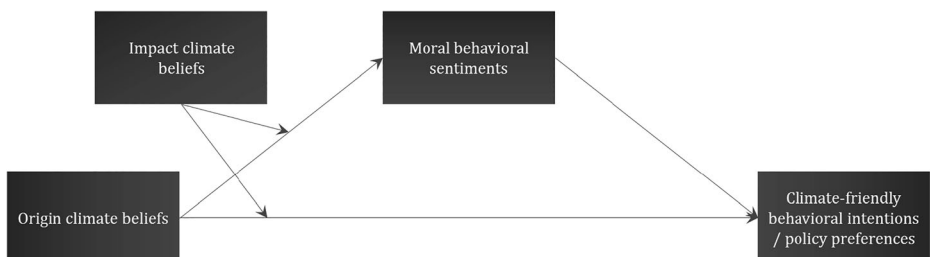 Impact climate
beliefs
Moral behavioral
sentiments
Origin climate beliefs
Climate-friendly
behavioral intentions
/ policy preferences